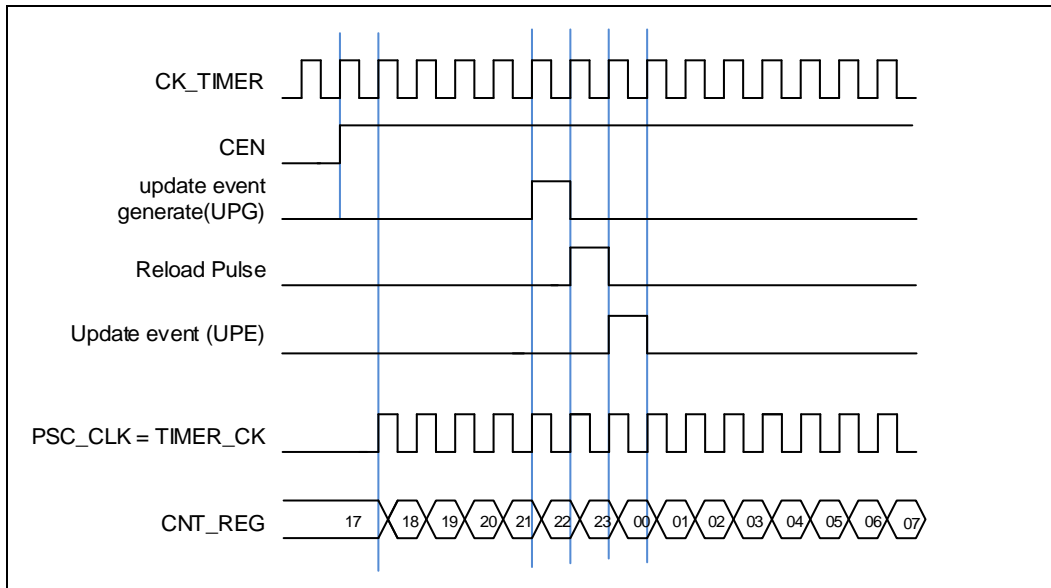 CK_TIMER
CEN
update event
generate(UPG)
Reload Pulse
Update event (UPE)
PSC_CLK = TIMER_CK
CNT_REG 17 18 19 20 21 22 23 00 01 02 03 04 05 06 07